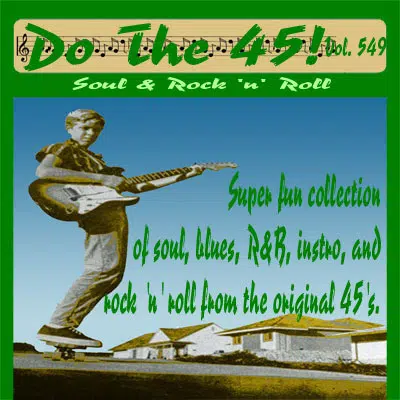 Do The 45!
Vol. 549
Soul & Rock 'n' Roll
Super fun collection
of soul, blues, R&B, instro, and
rock 'n' roll from the original 45's.